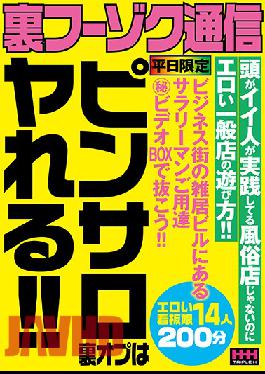 裏フーゾク通信
頭がイイ人が実践してる風俗店じゃないのに
エロい一般店の遊び方!!
平日限定
ビジネス街の雑居ビルにある
サラリーマンご用達
㊙ビデオBOXで抜こう!!
ピンサロ
裏オプは
ヤれる!!
エロい
看板娘14人
200分
JAVHD
HHH
TRIPLE H